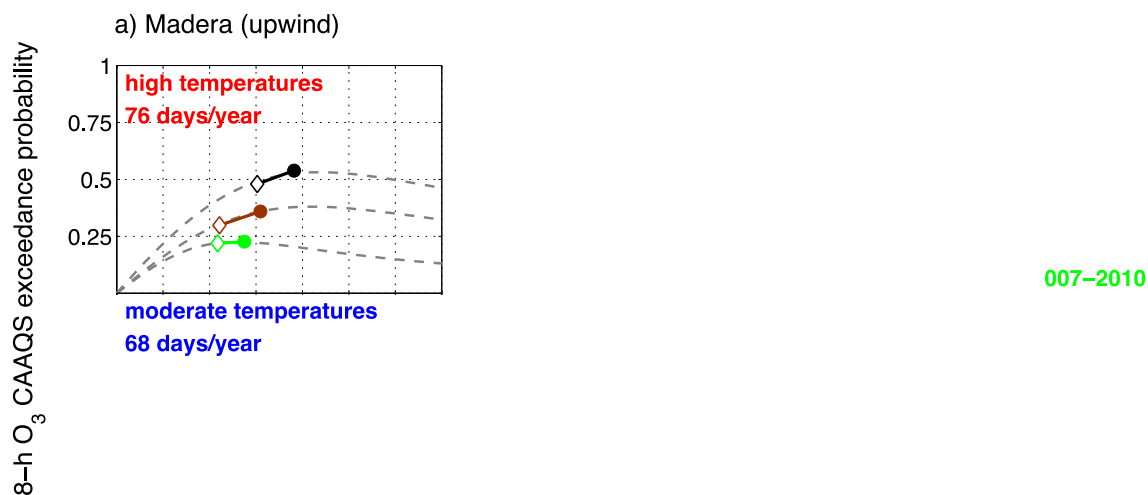 a) Madera (upwind)
8−h O3 CAAQS exceedance probability
1
high temperatures
76 days/year
0.75
0.5
0.25
007−2010
moderate temperatures
68 days/year